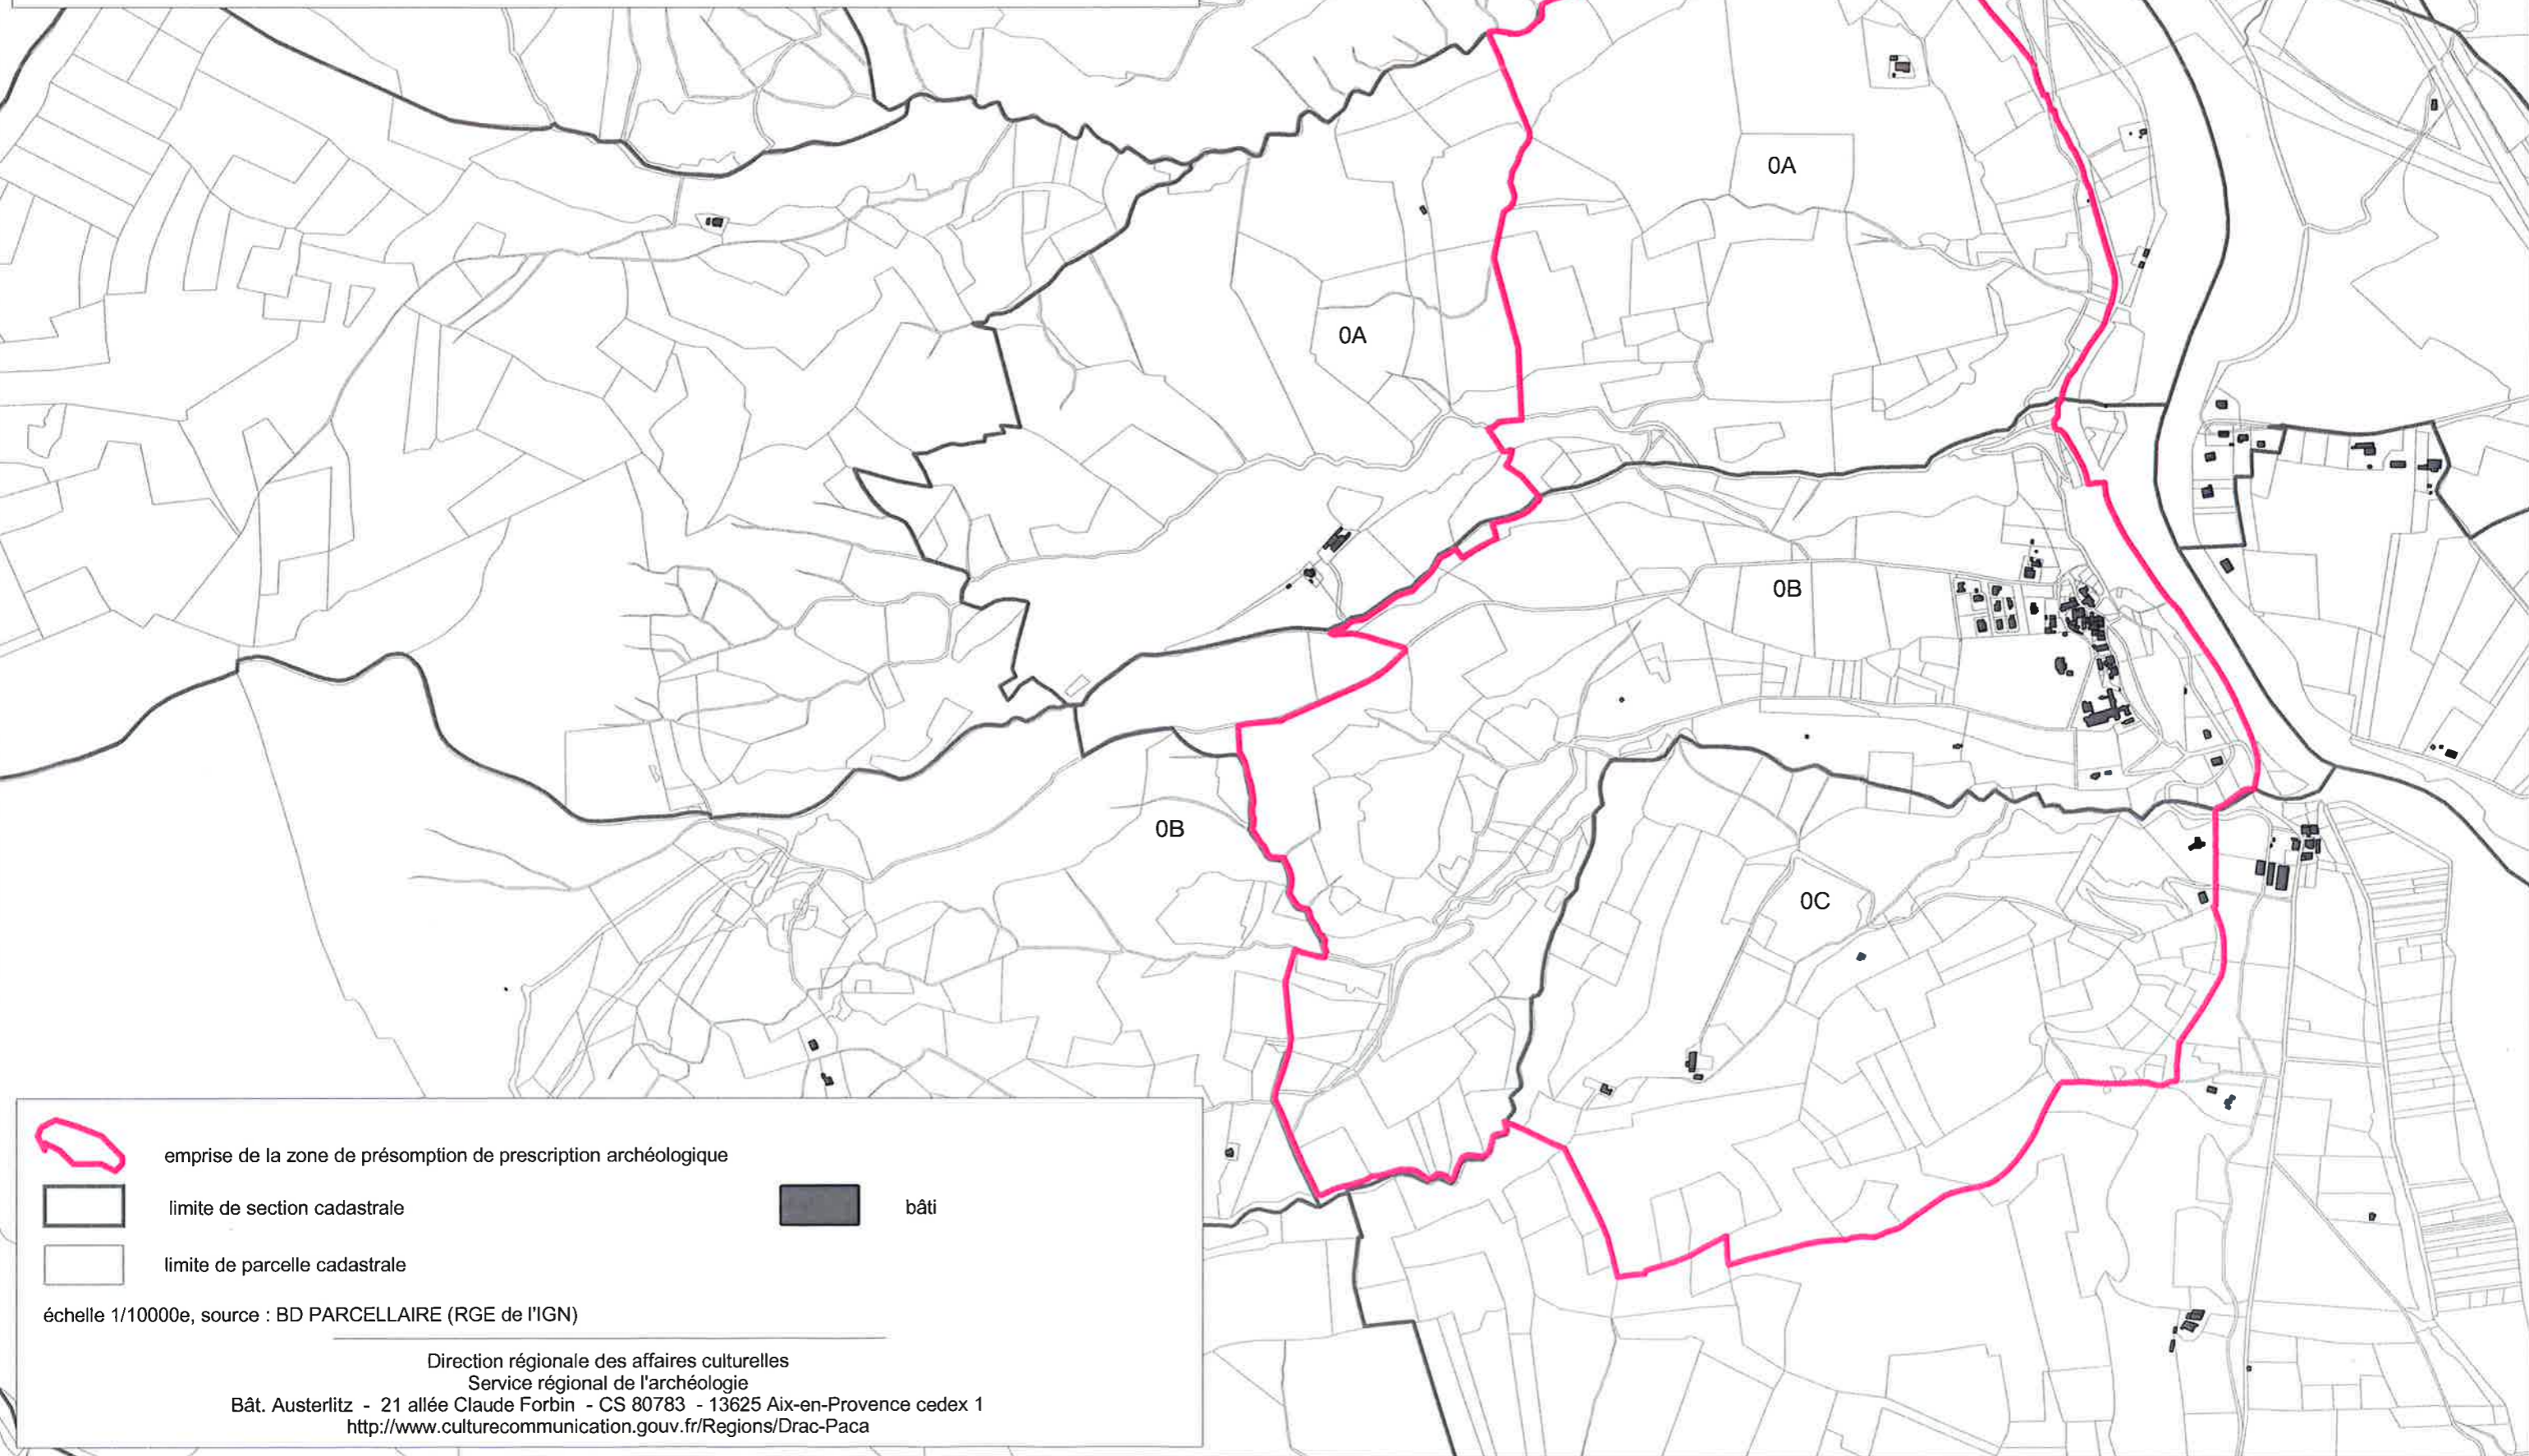 0A
0A
0B
0B
0C
emprise de la zone de présomption de prescription archéologique
limite de section cadastrale
bâti
limite de parcelle cadastrale
échelle 1/10000e, source : BD PARCELLAIRE (RGE de l'IGN)
Direction régionale des affaires culturelles
Service régional de l'archéologie
Bât. Austerlitz - 21 allée Claude Forbin - CS 80783 - 13625 Aix-en-Provence cedex 1
http://www.culturecommunication.gouv.fr/Regions/Drac-Paca